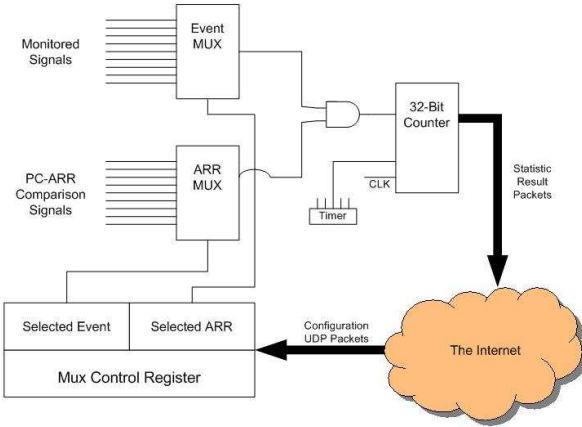 Event
MUX
Monitored
Signals
32-Bit
Counter
ARR
MUX
PC-ARR
Comparison
Signals
CLK
Timer
Statistic
Result
Packets
Selected Event
Selected ARR
Configuration
UDP Packets
The Internet
Mux Control Register